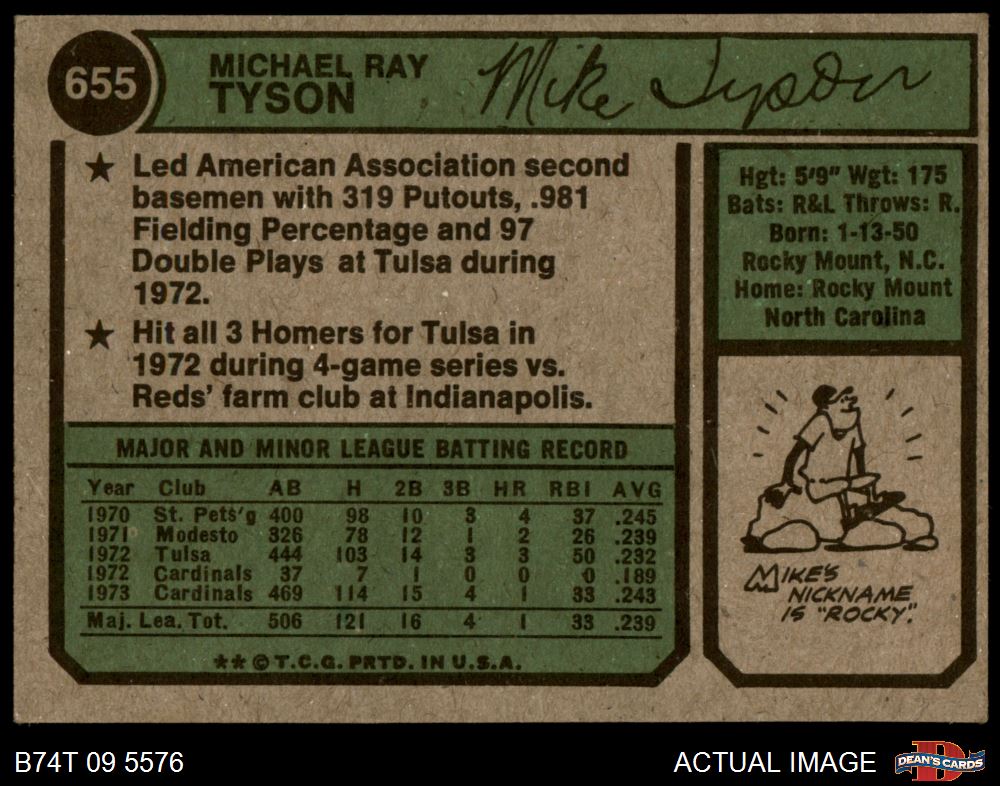 655
MICHAEL RAY
TYSON
Mike Tyson
★ Led American Association second
basemen with 319 Putouts, .981
Fielding Percentage and 97
Double Plays at Tulsa during
1972.
★ Hit all 3 Homers for Tulsa in
1972 during 4-game series vs.
Reds' farm club at Indianapolis.
MAJOR AND MINOR LEAGUE BATTING RECORD
Year Club AB H 2B 3B HR RBI AVG
1970 St. Pets'g 400 98 10 3 4 37 .245
1971 Modesto 326 78 12 1 2 26 .239
1972 Tulsa 444 103 14 3 3 50 .232
1972 Cardinals 37 7 1 0 0 0 .189
1973 Cardinals 469 114 15 4 1 33 .243
Maj. Lea. Tot. 506 121 16 4 1 33 .239
** © T.C.G. PRTD. IN U.S.A.
Hgt: 5'9" Wgt: 175
Bats: R&L Throws: R.
Born: 1-13-50
Rocky Mount, N.C.
Home: Rocky Mount
North Carolina
MIKE'S
NICKNAME
IS "ROCKY".
B74T 09 5576
ACTUAL IMAGE
D
DEAN'S CARDS